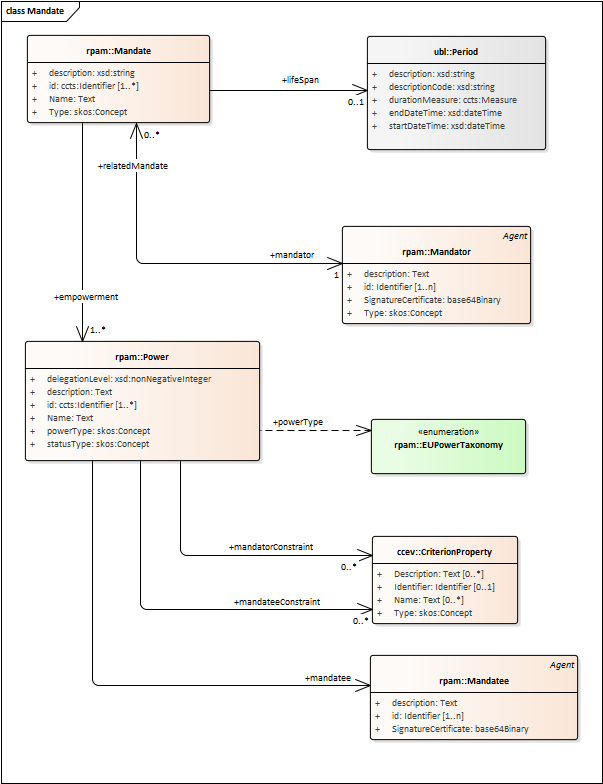 class Mandate
rpam::Mandate
+ description: xsd:string
+ id: ccts:Identifier [1..*]
+ Name: Text
+ Type: skos:Concept
+lifeSpan
0..1
ubl::Period
+ description: xsd:string
+ descriptionCode: xsd:string
+ durationMeasure: ccts:Measure
+ endDateTime: xsd:dateTime
+ startDateTime: xsd:dateTime
0..*
+relatedMandate
+mandator
1
Agent
rpam::Mandator
+ description: Text
+ id: Identifier [1..n]
+ SignatureCertificate: base64Binary
+ Type: skos:Concept
+empowerment
1..*
rpam::Power
+ delegationLevel: xsd:nonNegativeInteger
+ description: Text
+ id: ccts:Identifier [1..*]
+ Name: Text
+ powerType: skos:Concept
+ statusType: skos:Concept
+powerType
«enumeration»
rpam::EUPowerTaxonomy
+mandatorConstraint
0..*
+mandateeConstraint
0..*
ccev::CriterionProperty
+ Description: Text [0..*]
+ Identifier: Identifier [0..1]
+ Name: Text [0..*]
+ Type: skos:Concept
+mandatee
Agent
rpam::Mandatee
+ description: Text
+ id: Identifier [1..n]
+ SignatureCertificate: base64Binary